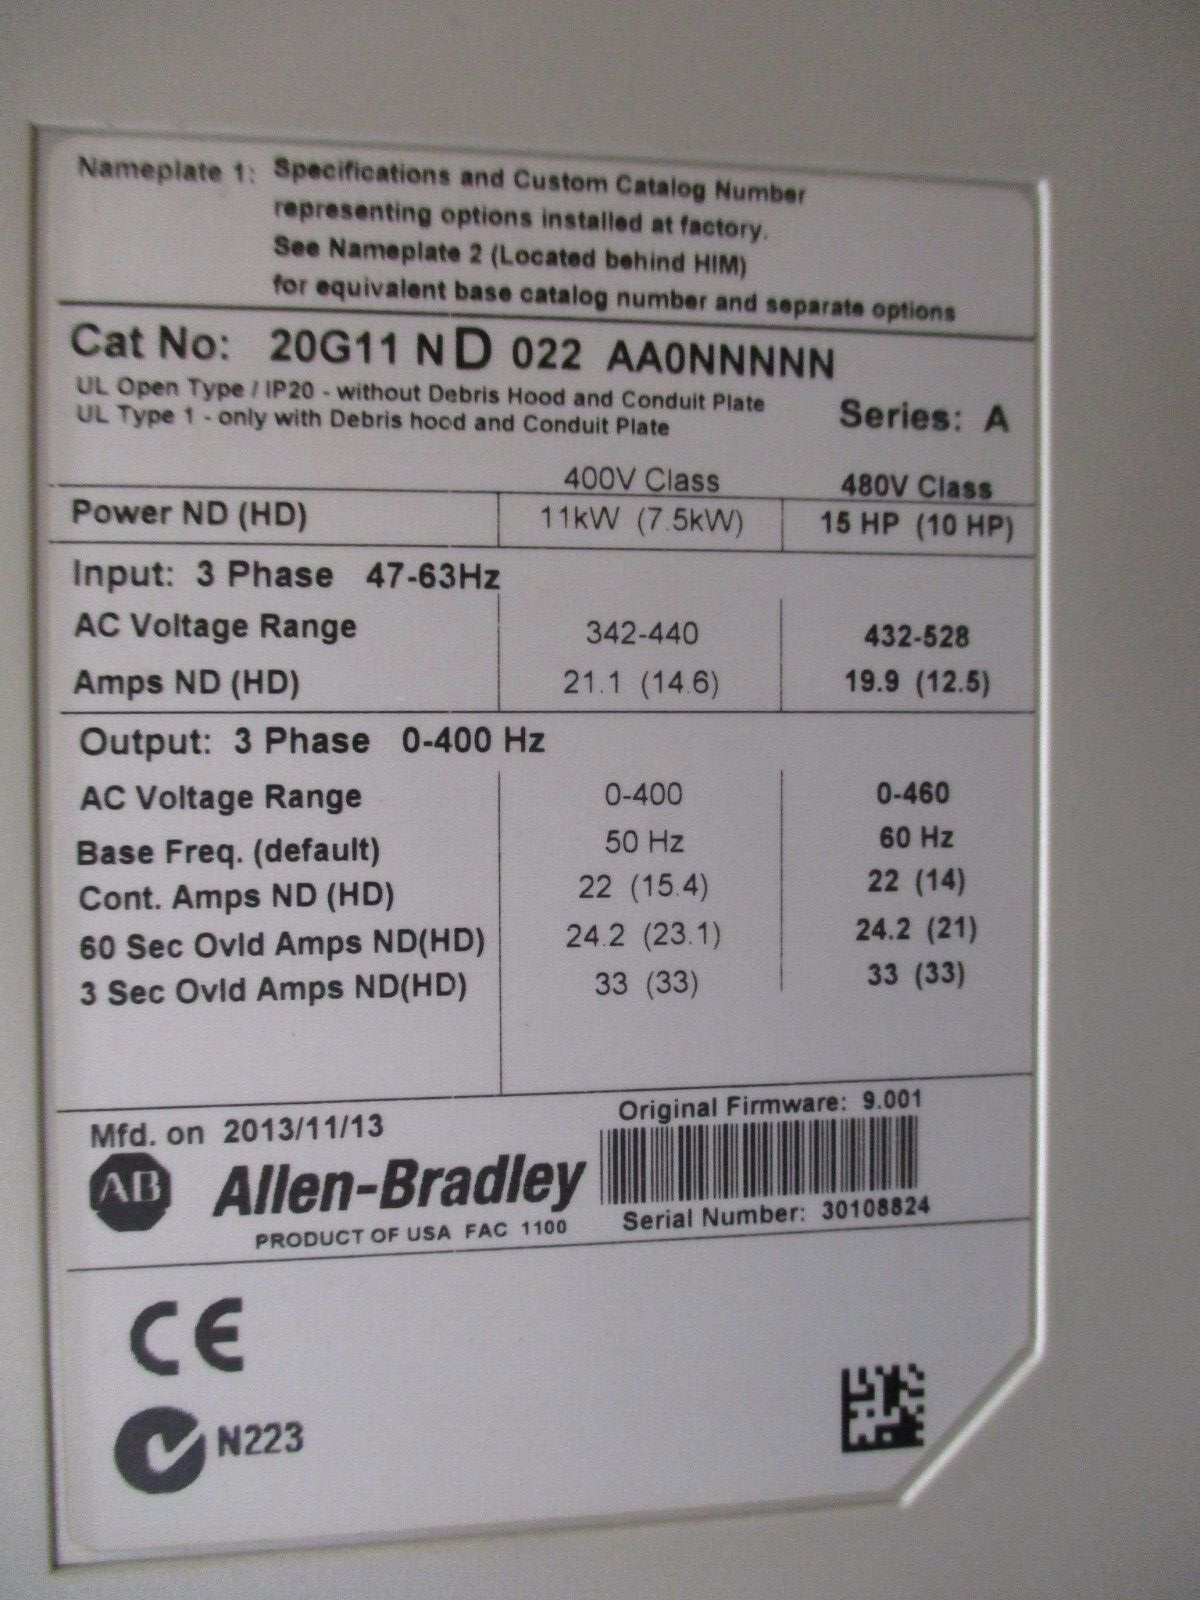 Nameplate 1: Specifications and Custom Catalog Number
representing options installed at factory.
See Nameplate 2 (Located behind HIM)
for equivalent base catalog number and separate options
Cat No: 20G11 N D 022 AA0NNNNN
UL Open Type / IP20 - without Debris Hood and Conduit Plate
UL Type 1 - only with Debris hood and Conduit Plate
Series: A
400V Class 480V Class
Power ND (HD) 11kW (7.5kW) 15 HP (10 HP)
Input: 3 Phase 47-63Hz
AC Voltage Range 342-440 432-528
Amps ND (HD) 21.1 (14.6) 19.9 (12.5)
Output: 3 Phase 0-400 Hz
AC Voltage Range 0-400 0-460
Base Freq. (default) 50 Hz 60 Hz
Cont. Amps ND (HD) 22 (15.4) 22 (14)
60 Sec Ovld Amps ND(HD) 24.2 (23.1) 24.2 (21)
3 Sec Ovld Amps ND(HD) 33 (33) 33 (33)
Mfd. on 2013/11/13
Original Firmware: 9.001
AB Allen-Bradley
PRODUCT OF USA FAC 1100
Serial Number: 30108824
CE
N223